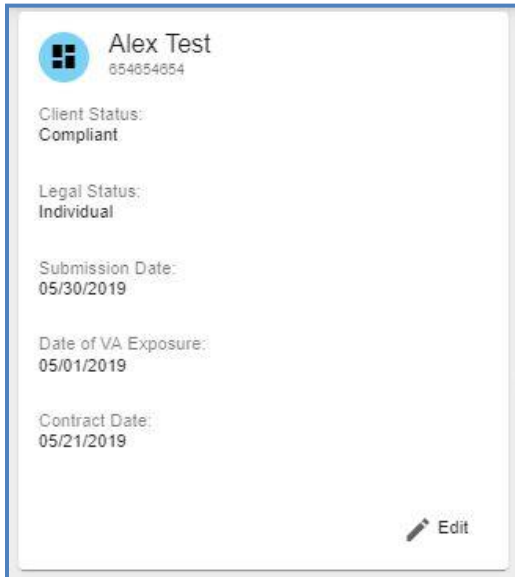 Alex Test
654654654
Client Status:
Compliant
Legal Status:
Individual
Submission Date:
05/30/2019
Date of VA Exposure:
05/01/2019
Contract Date:
05/21/2019
Edit